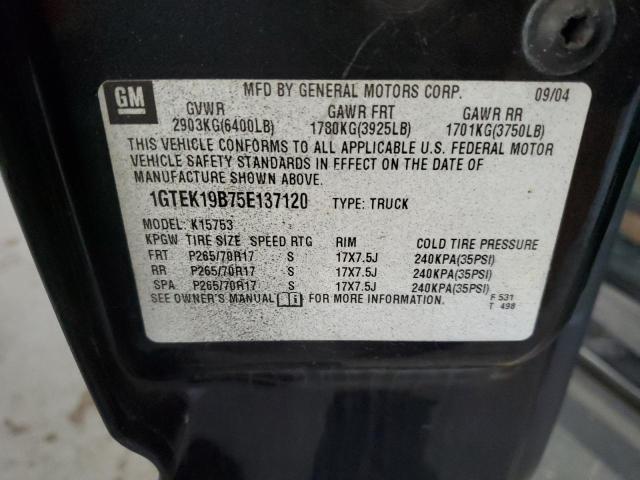 GM
MFD BY GENERAL MOTORS CORP. 09/04
GVWR GAWR FRT GAWR RR
2903KG(6400LB) 1780KG(3925LB) 1701KG(3750LB)
THIS VEHICLE CONFORMS TO ALL APPLICABLE U.S. FEDERAL MOTOR
VEHICLE SAFETY STANDARDS IN EFFECT ON THE DATE OF
MANUFACTURE SHOWN ABOVE.
1GTEK19B75E137120 TYPE: TRUCK
MODEL: K15753
KPGW TIRE SIZE SPEED RTG RIM COLD TIRE PRESSURE
FRT P265/70R17 S 17X7.5J 240KPA(35PSI)
RR P265/70R17 S 17X7.5J 240KPA(35PSI)
SPA P265/70R17 S 17X7.5J 240KPA(35PSI)
SEE OWNER'S MANUAL FOR MORE INFORMATION.
F 531
T 498